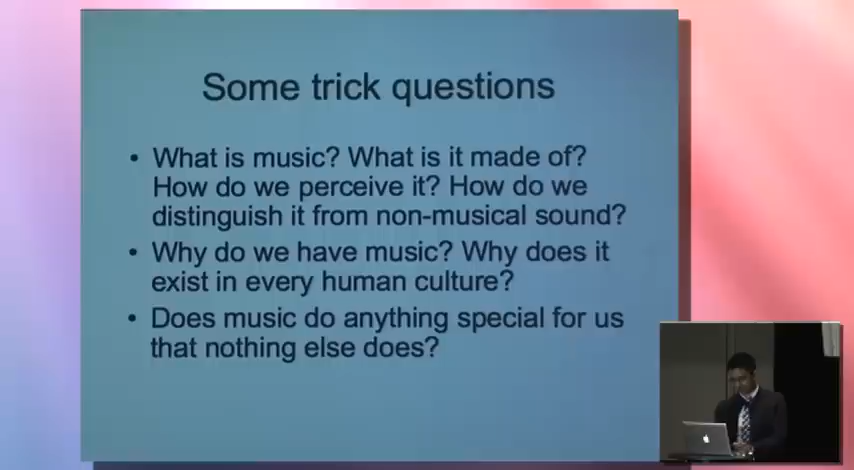 Some trick questions
• What is music? What is it made of?
How do we perceive it? How do we
distinguish it from non-musical sound?
• Why do we have music? Why does it
exist in every human culture?
• Does music do anything special for us
that nothing else does?